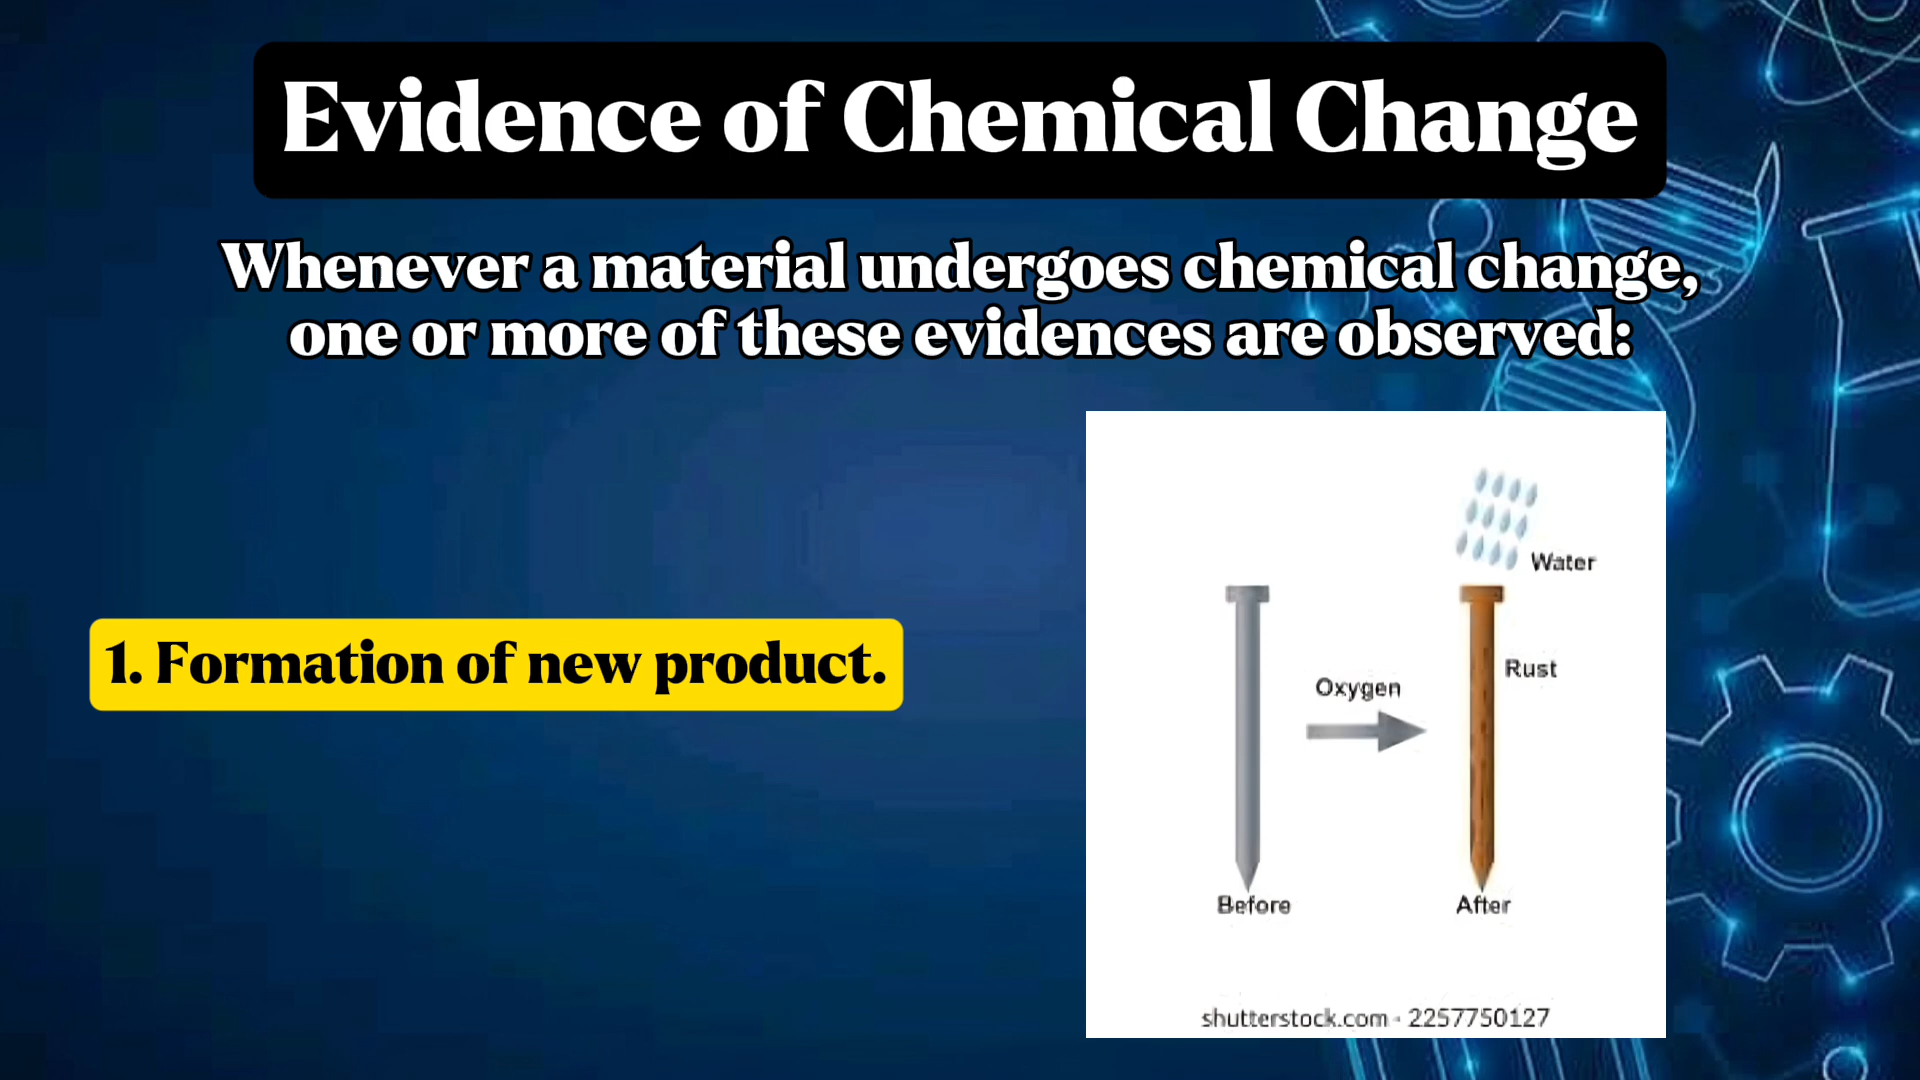 Evidence of Chemical Change
Whenever a material undergoes chemical change,
one or more of these evidences are observed:
1. Formation of new product.
Water
Rust
Oxygen
Before
After
shutterstock.com - 2257750127